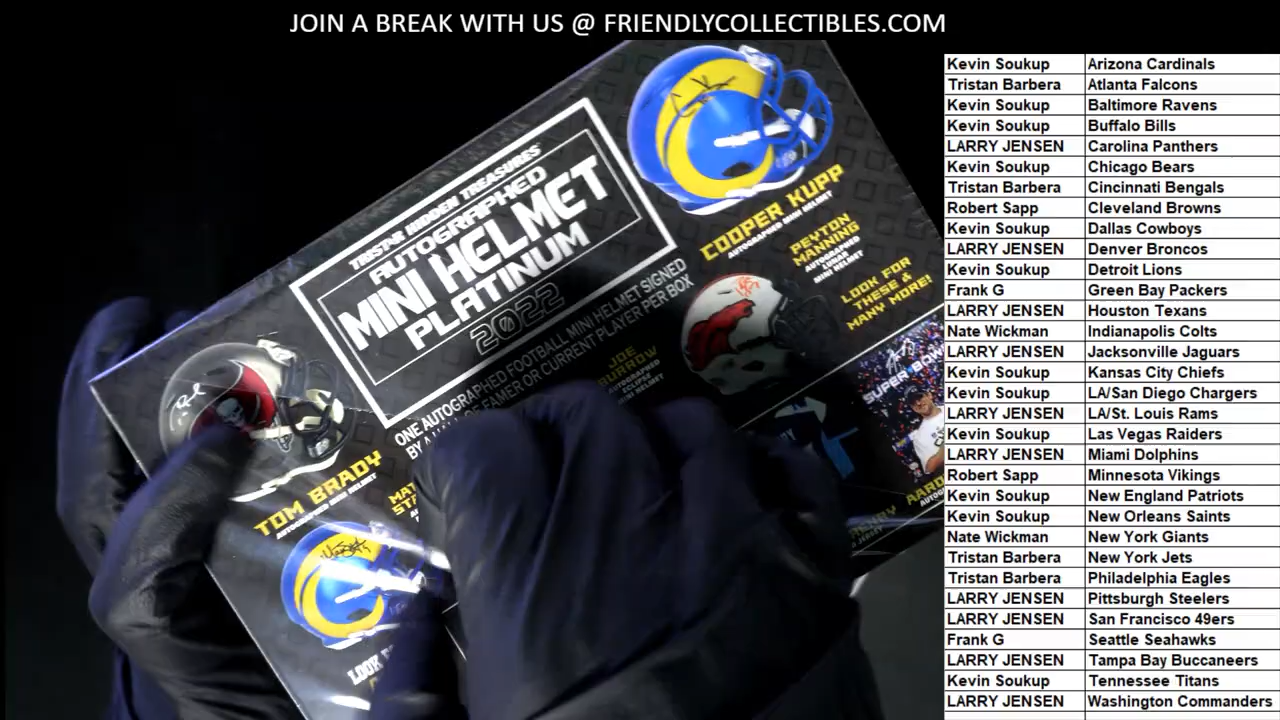 JOIN A BREAK WITH US @ FRIENDLYCOLLECTIBLES.COM
TRISTAR HIDDEN TREASURES
AUTOGRAPHED
MINI HELMET
PLATINUM
2022
ONE AUTOGRAPHED FOOTBALL MINI HELMET SIGNED
FAMER OR CURRENT PLAYER PER BOX
COOPER KUPP
AUTOGRAPHED MINI HELMET
PEYTON
MANNING
AUTOGRAPHED
LUNAR
MINI HELMET
LOOK FOR
THESE &
MANY MORE!
JOE
BURROW
AUTOGRAPHED
ECLIPSE
MINI HELMET
SUPER BOWL
TOM BRADY
AUTOGRAPHED MINI HELMET
Kevin Soukup Arizona Cardinals
Tristan Barbera Atlanta Falcons
Kevin Soukup Baltimore Ravens
Kevin Soukup Buffalo Bills
LARRY JENSEN Carolina Panthers
Kevin Soukup Chicago Bears
Tristan Barbera Cincinnati Bengals
Robert Sapp Cleveland Browns
Kevin Soukup Dallas Cowboys
LARRY JENSEN Denver Broncos
Kevin Soukup Detroit Lions
Frank G Green Bay Packers
LARRY JENSEN Houston Texans
Nate Wickman Indianapolis Colts
LARRY JENSEN Jacksonville Jaguars
Kevin Soukup Kansas City Chiefs
Kevin Soukup LA/San Diego Chargers
LARRY JENSEN LA/St. Louis Rams
Kevin Soukup Las Vegas Raiders
LARRY JENSEN Miami Dolphins
Robert Sapp Minnesota Vikings
Kevin Soukup New England Patriots
Kevin Soukup New Orleans Saints
Nate Wickman New York Giants
Tristan Barbera New York Jets
Tristan Barbera Philadelphia Eagles
LARRY JENSEN Pittsburgh Steelers
LARRY JENSEN San Francisco 49ers
Frank G Seattle Seahawks
LARRY JENSEN Tampa Bay Buccaneers
Kevin Soukup Tennessee Titans
LARRY JENSEN Washington Commanders